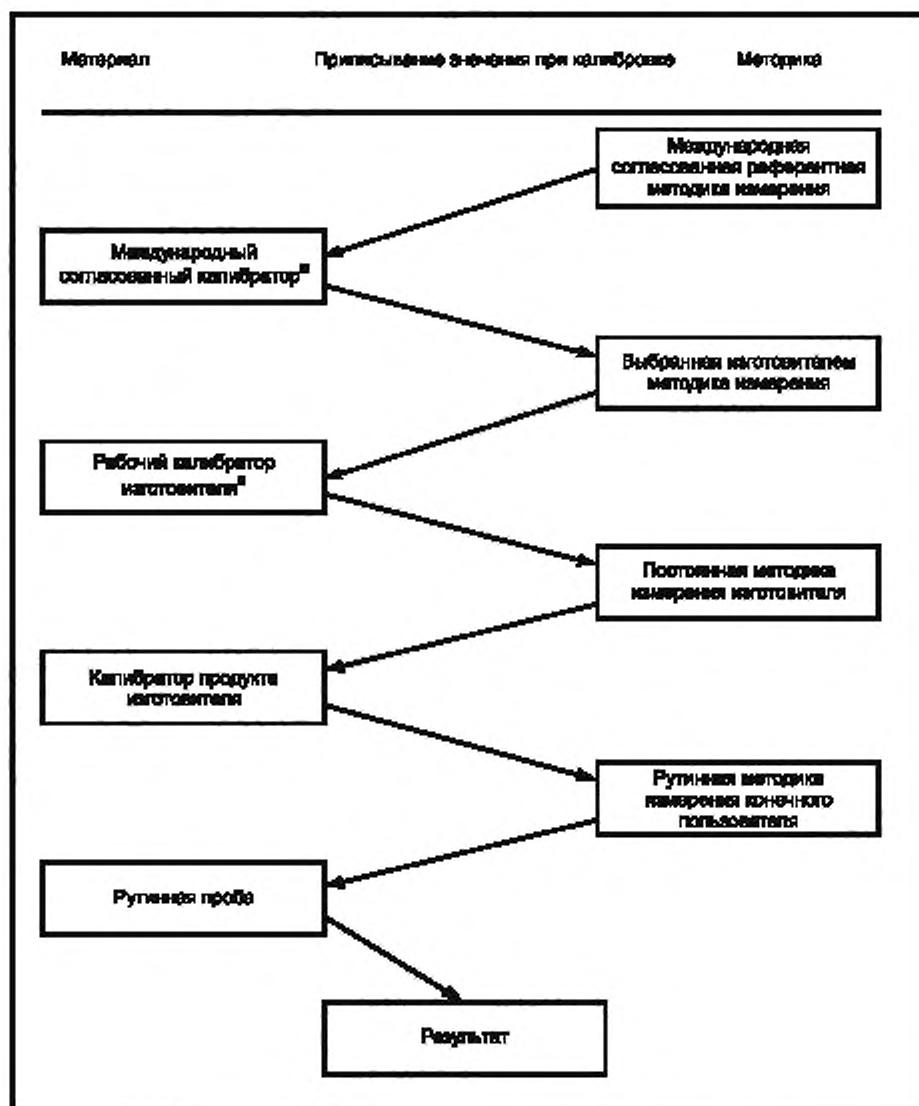 Материал Приписывание значения при калибровке Методика
Международная
согласованная референтная
методика измерения
Международный
согласованный калибратор
Выбранная изготовителем
методика измерения
Рабочий калибратор
изготовителя
Постоянная методика
измерения изготовителя
Калибратор продукта
изготовителя
Рутинная методика
измерения конечного
пользователя
Рутинная проба
Результат